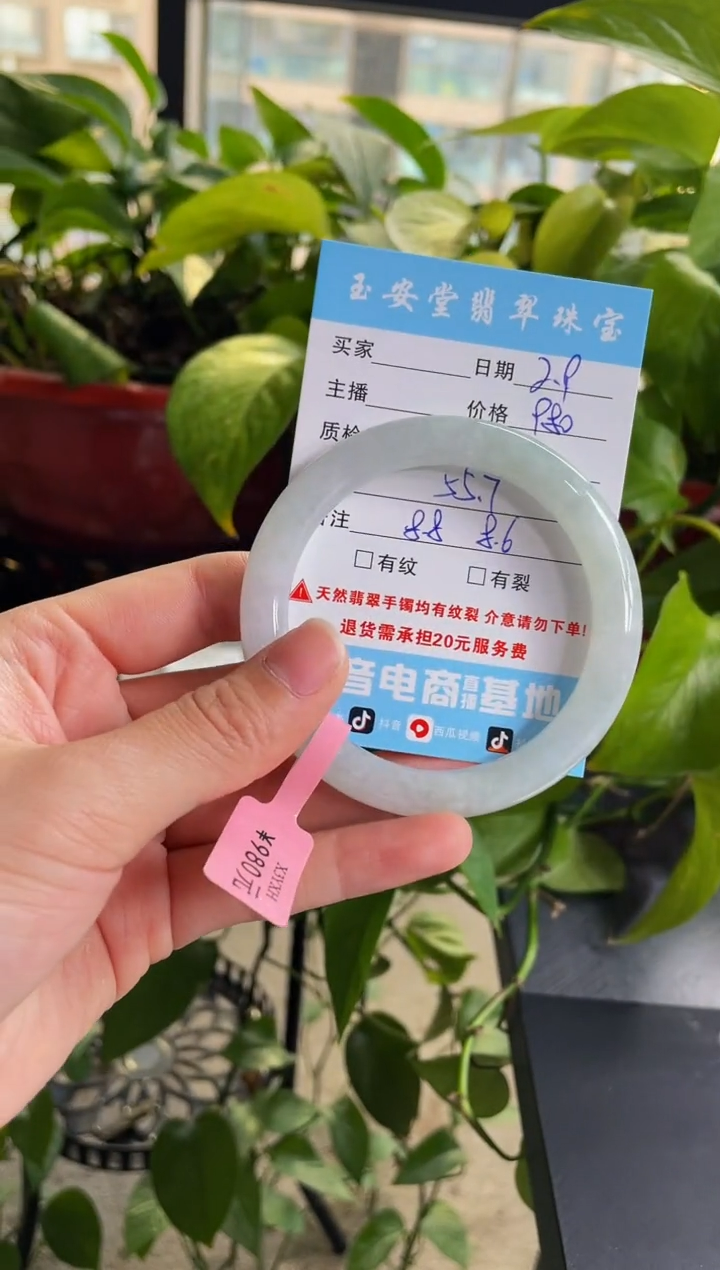 玉安堂翡翠珠宝
买家 日期 2.9
主播 价格 980
质检
55.7
注 8.8 8.6
□有纹 □有裂
天然翡翠手镯均有纹裂 介意请勿下单!
退货需承担20元服务费
音电商直播基地
抖音 西瓜视频
¥980元
HXJYX